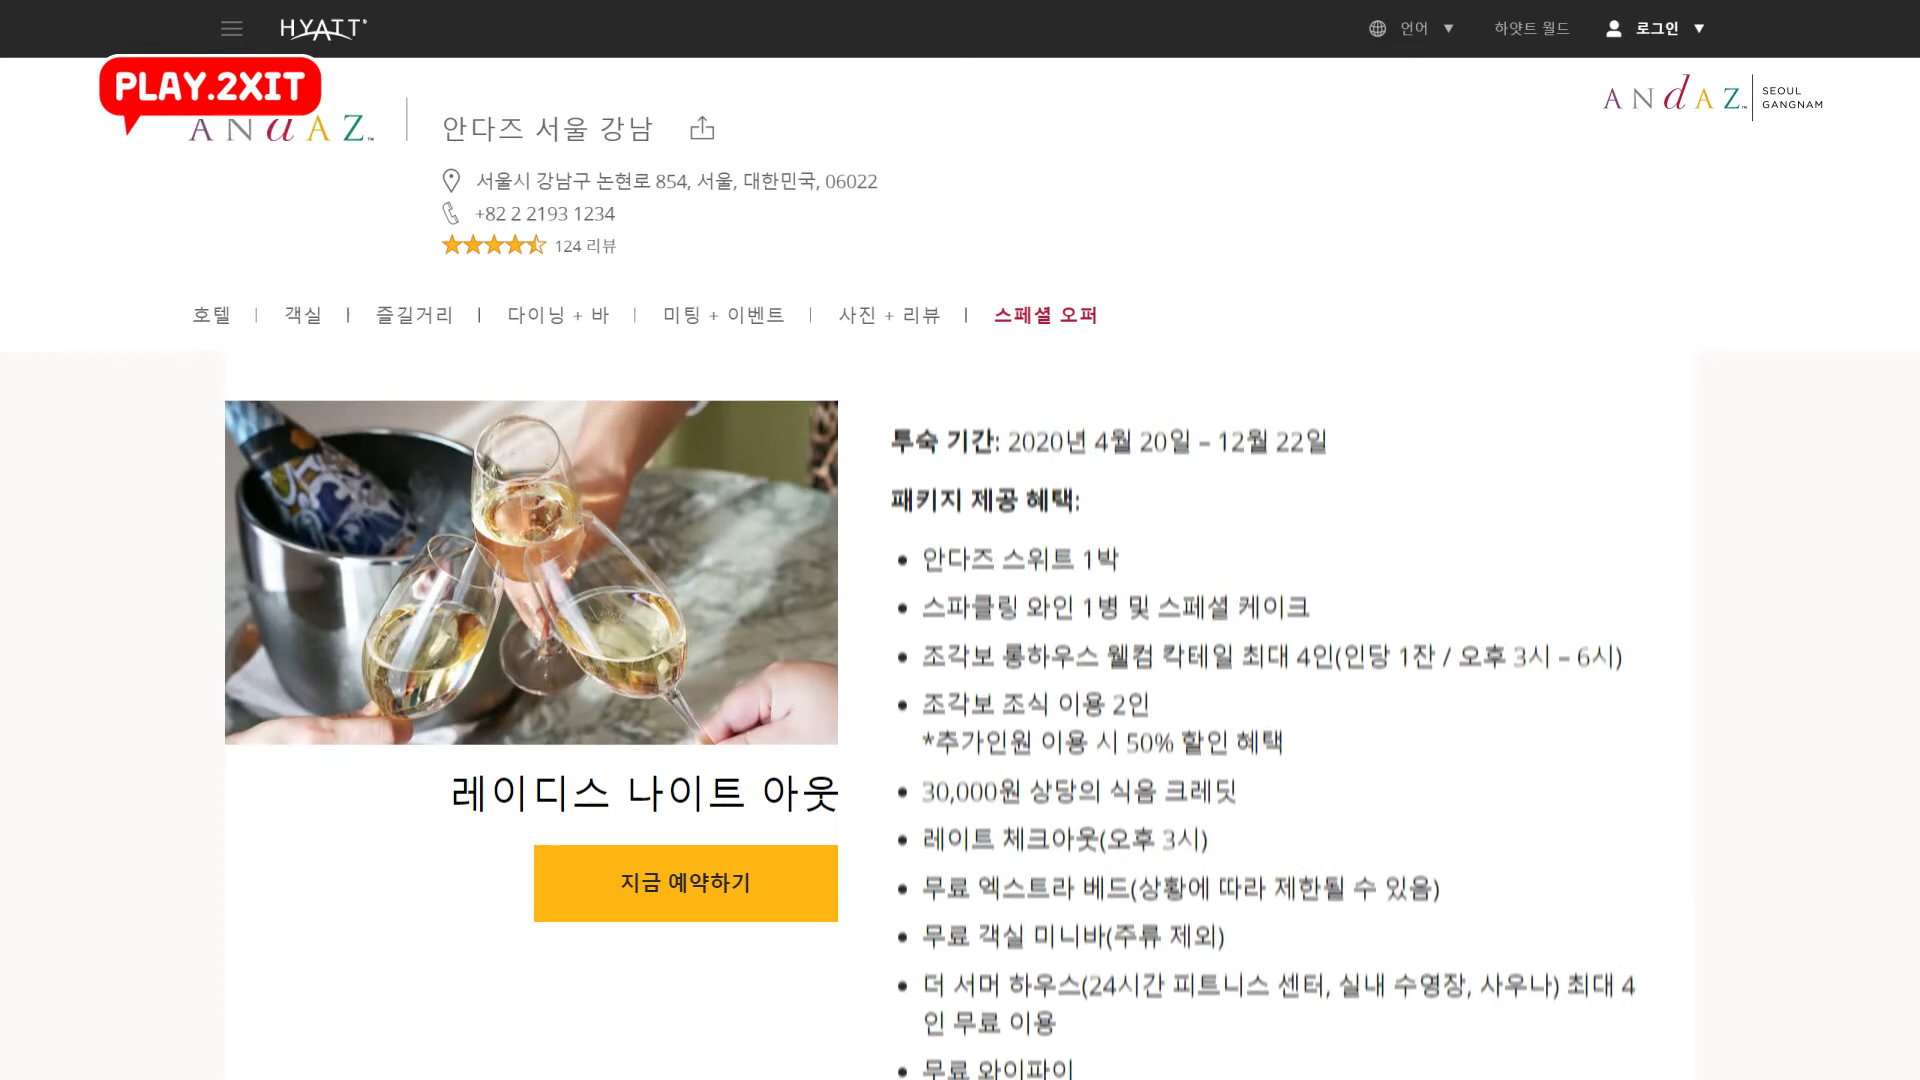 HYATT
언어
하얏트 월드
로그인
PLAY.2XIT
ANdAZ
안다즈 서울 강남
ANdAZ
SEOUL
GANGNAM
서울시 강남구 논현로 854, 서울, 대한민국, 06022
+82 2 2193 1234
124 리뷰
호텔 | 객실 | 즐길거리 | 다이닝 + 바 | 미팅 + 이벤트 | 사진 + 리뷰 | 스페셜 오퍼
레이디스 나이트 아웃
지금 예약하기
투숙 기간: 2020년 4월 20일 – 12월 22일
패키지 제공 혜택:
• 안다즈 스위트 1박
• 스파클링 와인 1병 및 스페셜 케이크
• 조각보 롱하우스 웰컴 칵테일 최대 4인(인당 1잔 / 오후 3시 – 6시)
• 조각보 조식 이용 2인
*추가인원 이용 시 50% 할인 혜택
• 30,000원 상당의 식음 크레딧
• 레이트 체크아웃(오후 3시)
• 무료 엑스트라 베드(상황에 따라 제한될 수 있음)
• 무료 객실 미니바(주류 제외)
• 더 서머 하우스(24시간 피트니스 센터, 실내 수영장, 사우나) 최대 4
인 무료 이용
• 무료 와이파이